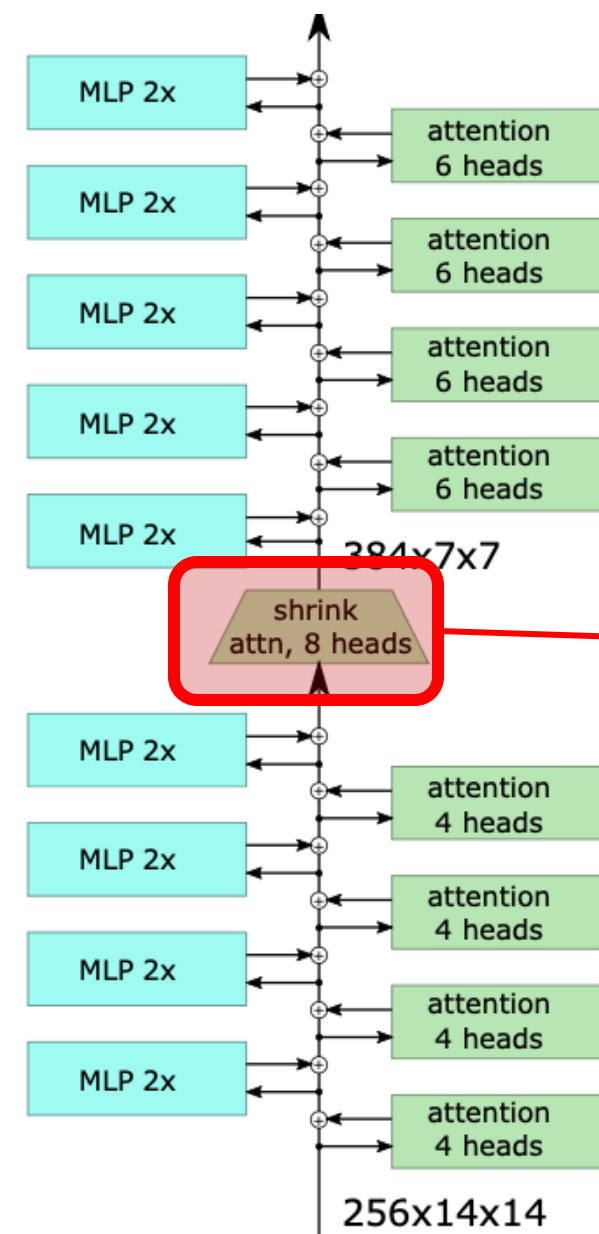 MLP 2x
attention
6 heads
MLP 2x
attention
6 heads
MLP 2x
attention
6 heads
MLP 2x
attention
6 heads
MLP 2x
384x7x7
shrink
attn, 8 heads
MLP 2x
attention
4 heads
MLP 2x
attention
4 heads
MLP 2x
attention
4 heads
MLP 2x
attention
4 heads
256x14x14